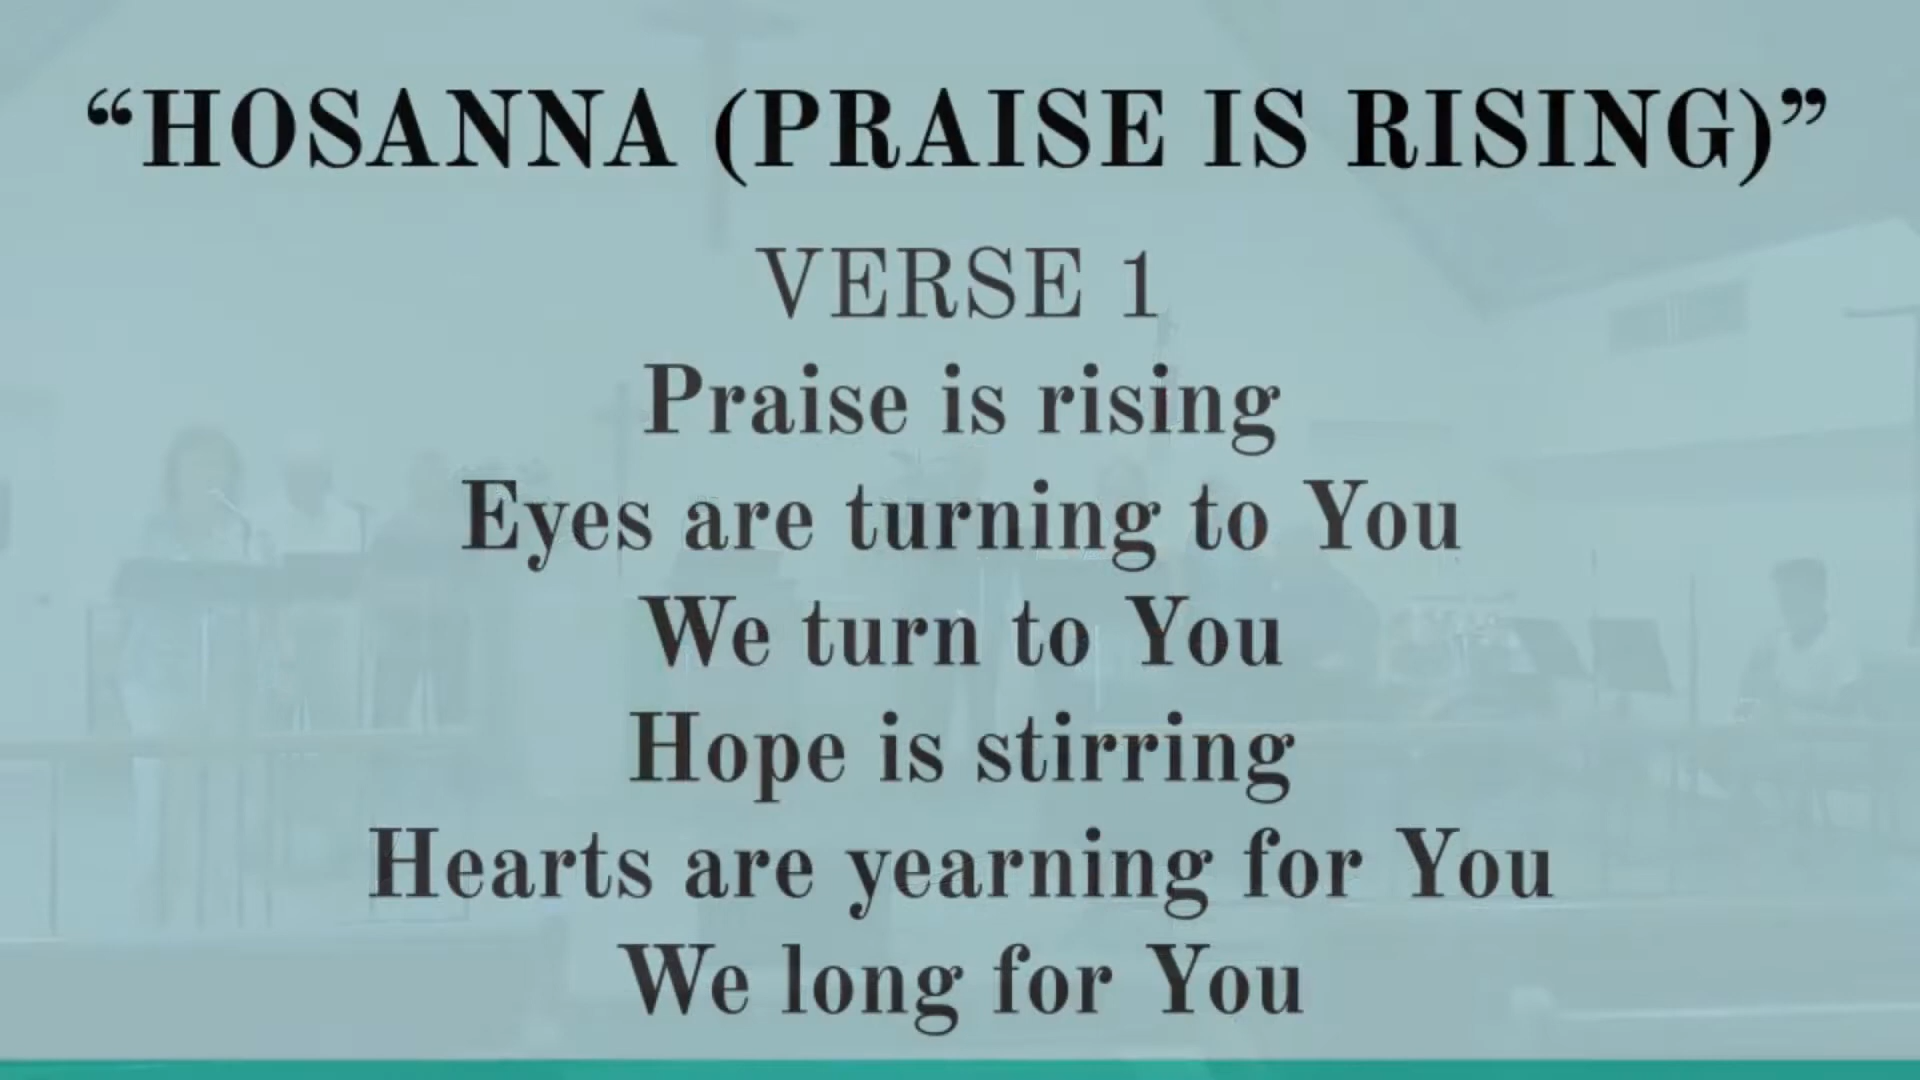 “HOSANNA (PRAISE IS RISING)”
VERSE 1
Praise is rising
Eyes are turning to You
We turn to You
Hope is stirring
Hearts are yearning for You
We long for You